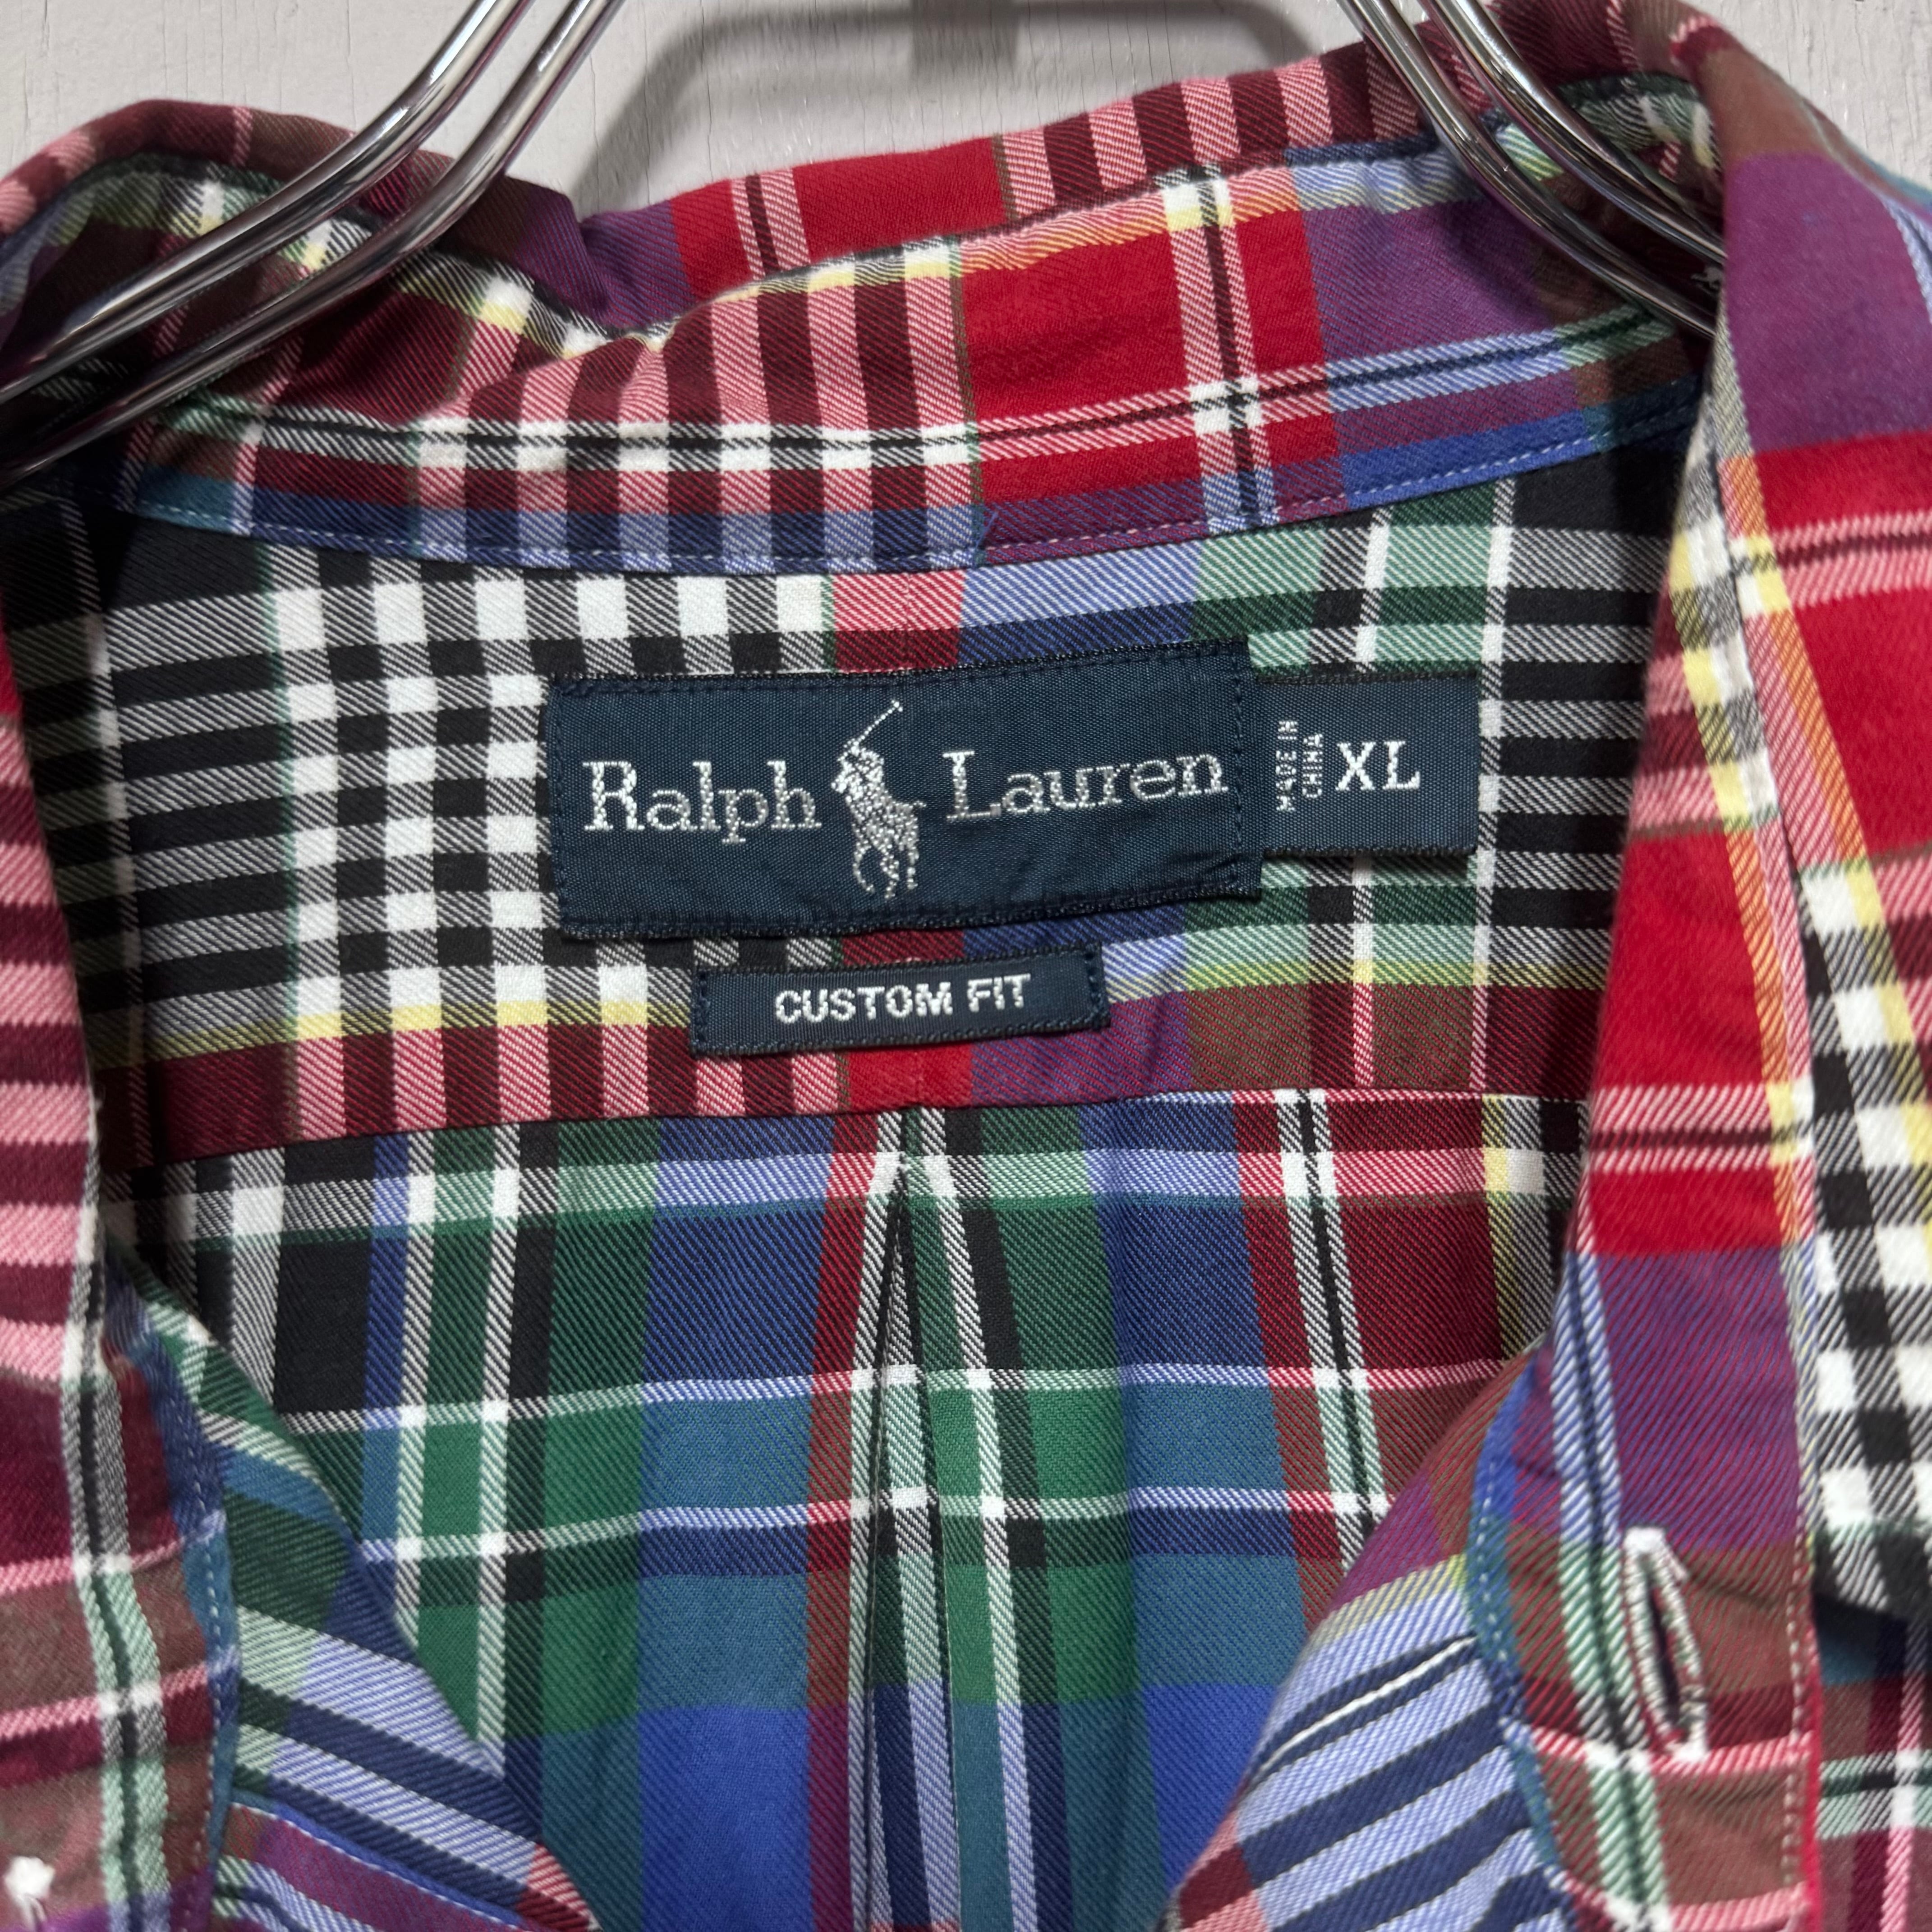 Ralph Lauren
MADE IN
CHINA
XL
CUSTOM FIT